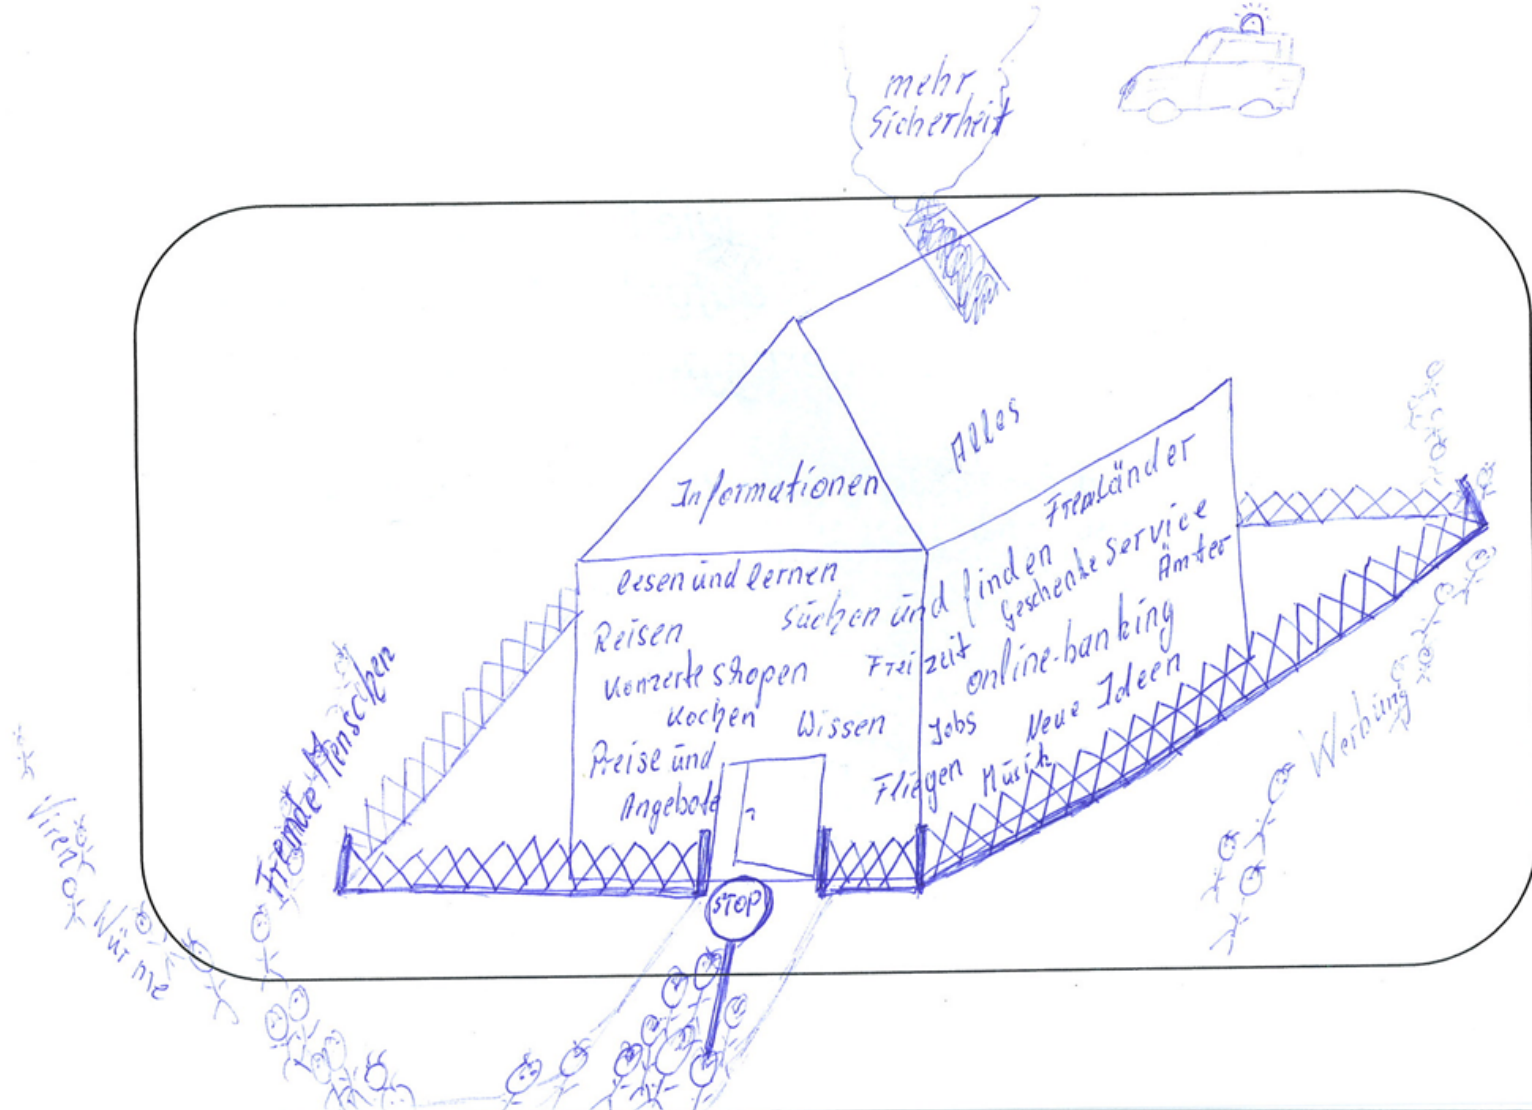 mehr
Sicherheit
Alles
Informationen
Fremländer
lesen und lernen
suchen und finden
Geschenke Service
Ämter
Reisen
Freizeit
online-banking
Konzerte shopen
Kochen
Wissen
Jobs
Neue Ideen
Preise und
Angebote
Fliegen
Musik
STOP
Fremde Menschen
Viren
Würme
Werbung